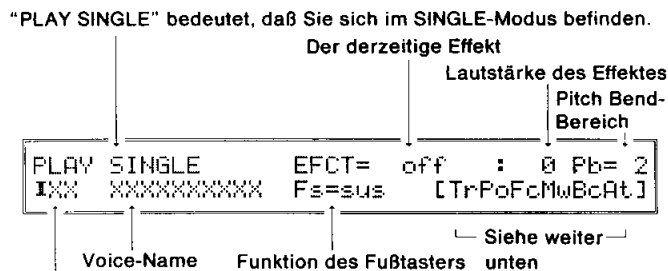 “PLAY SINGLE” bedeutet, daß Sie sich im SINGLE-Modus befinden.
Der derzeitige Effekt
Lautstärke des Effektes
Pitch Bend-
Bereich
PLAY SINGLE EFCT= off : 0 Pb= 2
IXX XXXXXXXXXX Fs=sus [TrPoFcMwBcAt]
Siehe weiter
Voice-Name Funktion des Fußtasters unten